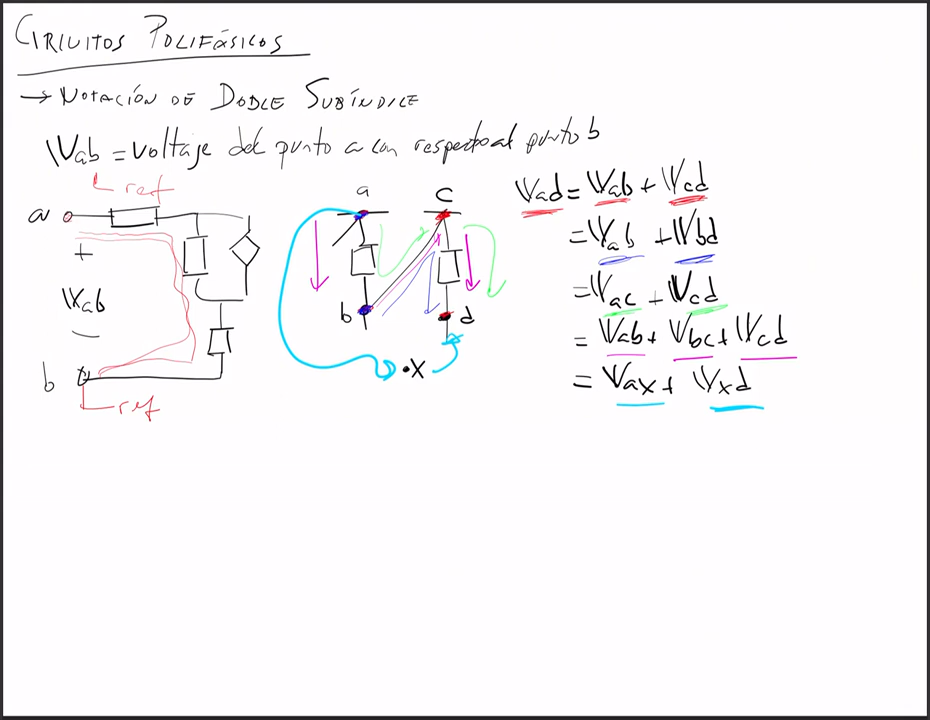 CIRCUITOS POLIFÁSICOS
→ NOTACIÓN DE DOBLE SUBÍNDICE
Vab = voltaje del punto a con respecto al punto b
ref
a
+
Vab
-
b
ref
a
c
b
d
•X
Vad = Vab + Vcd
= Vab + Vbd
= Vac + Vcd
= Vab + Vbc + Vcd
= Vax + Vxd